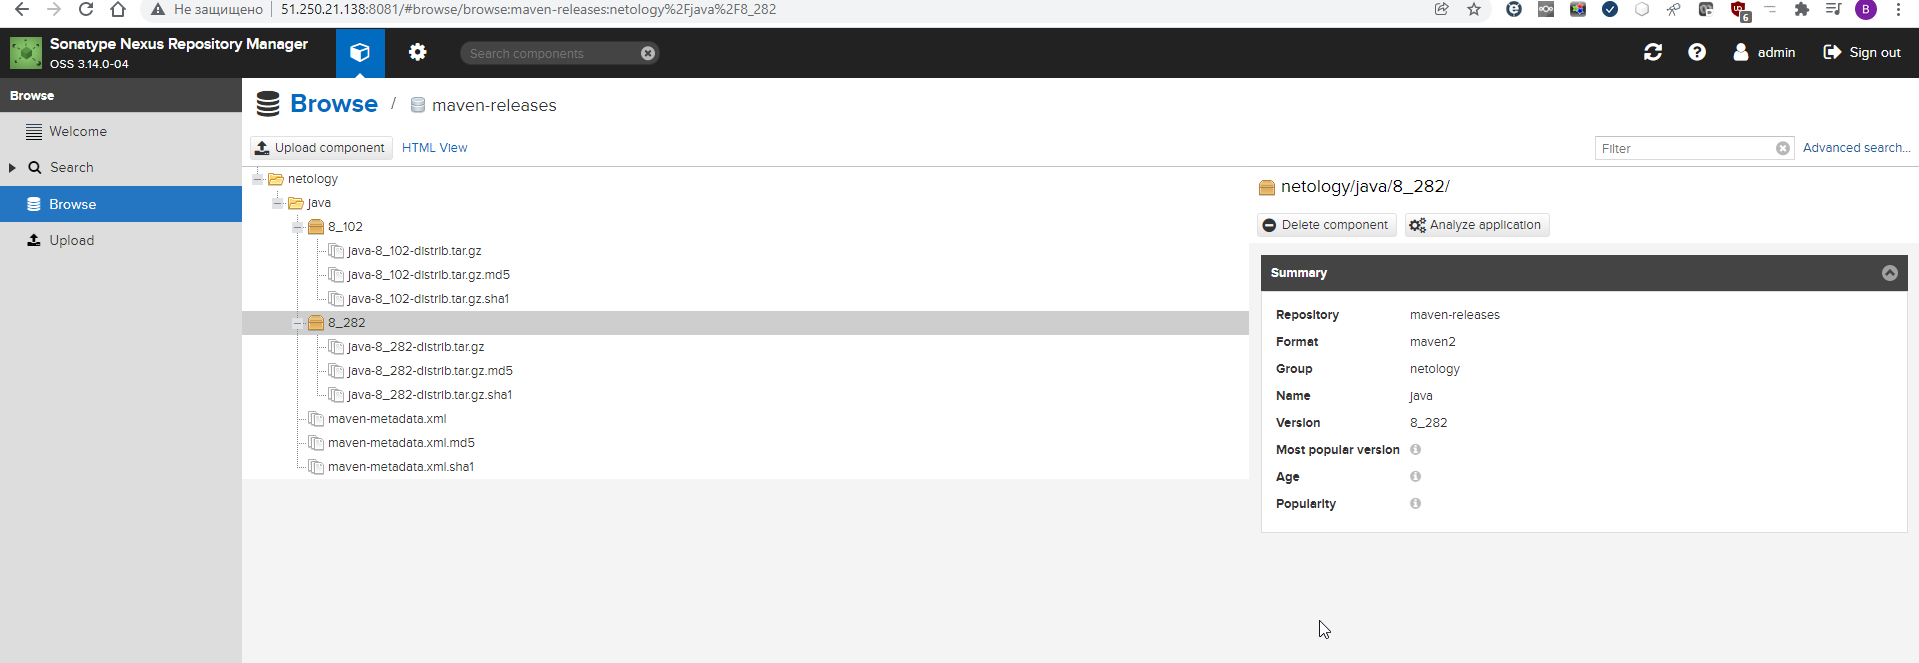 Не защищено 51.250.21.138:8081/#browse/browse:maven-releases:netology%2Fjava%2F8_282
6
B
Sonatype Nexus Repository Manager
OSS 3.14.0-04
Search components
admin
Sign out
Browse
Welcome
Search
Browse
Upload
Browse / maven-releases
Upload component HTML View
Filter
Advanced search...
netology
java
8_102
java-8_102-distrib.tar.gz
java-8_102-distrib.tar.gz.md5
java-8_102-distrib.tar.gz.sha1
8_282
java-8_282-distrib.tar.gz
java-8_282-distrib.tar.gz.md5
java-8_282-distrib.tar.gz.sha1
maven-metadata.xml
maven-metadata.xml.md5
maven-metadata.xml.sha1
netology/java/8_282/
Delete component Analyze application
Summary
Repository maven-releases
Format maven2
Group netology
Name java
Version 8_282
Most popular version
Age
Popularity